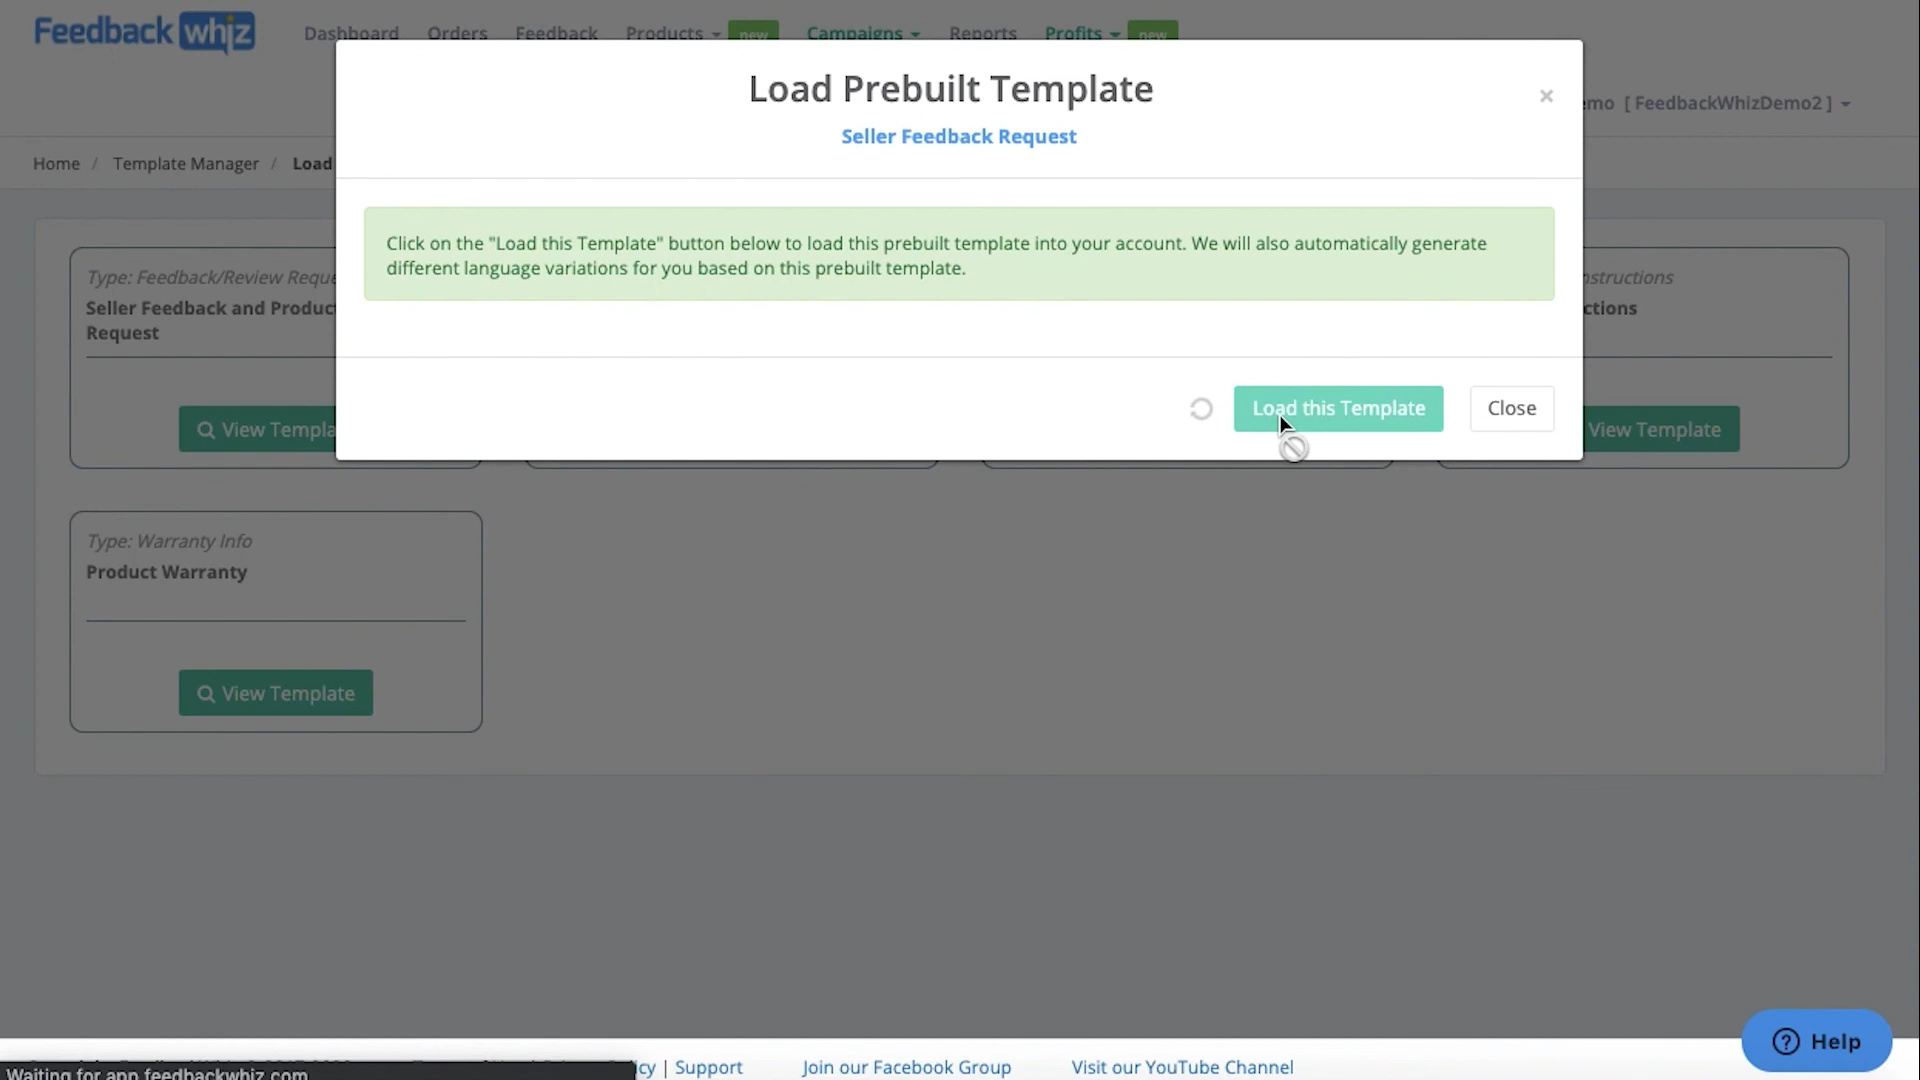 Feedback whiz
Dashboard Orders Feedback Products new Campaigns Reports Profits new
Load Prebuilt Template
×
Seller Feedback Request
emo [ FeedbackWhizDemo2 ]
Home / Template Manager / Load
Click on the "Load this Template" button below to load this prebuilt template into your account. We will also automatically generate
different language variations for you based on this prebuilt template.
Type: Feedback/Review Reque
Seller Feedback and Product
Request
View Templa
nstructions
ctions
View Template
Load this Template
Close
Type: Warranty Info
Product Warranty
View Template
Help
cy | Support Join our Facebook Group Visit our YouTube Channel
Waiting for app.feedbackwhiz.com